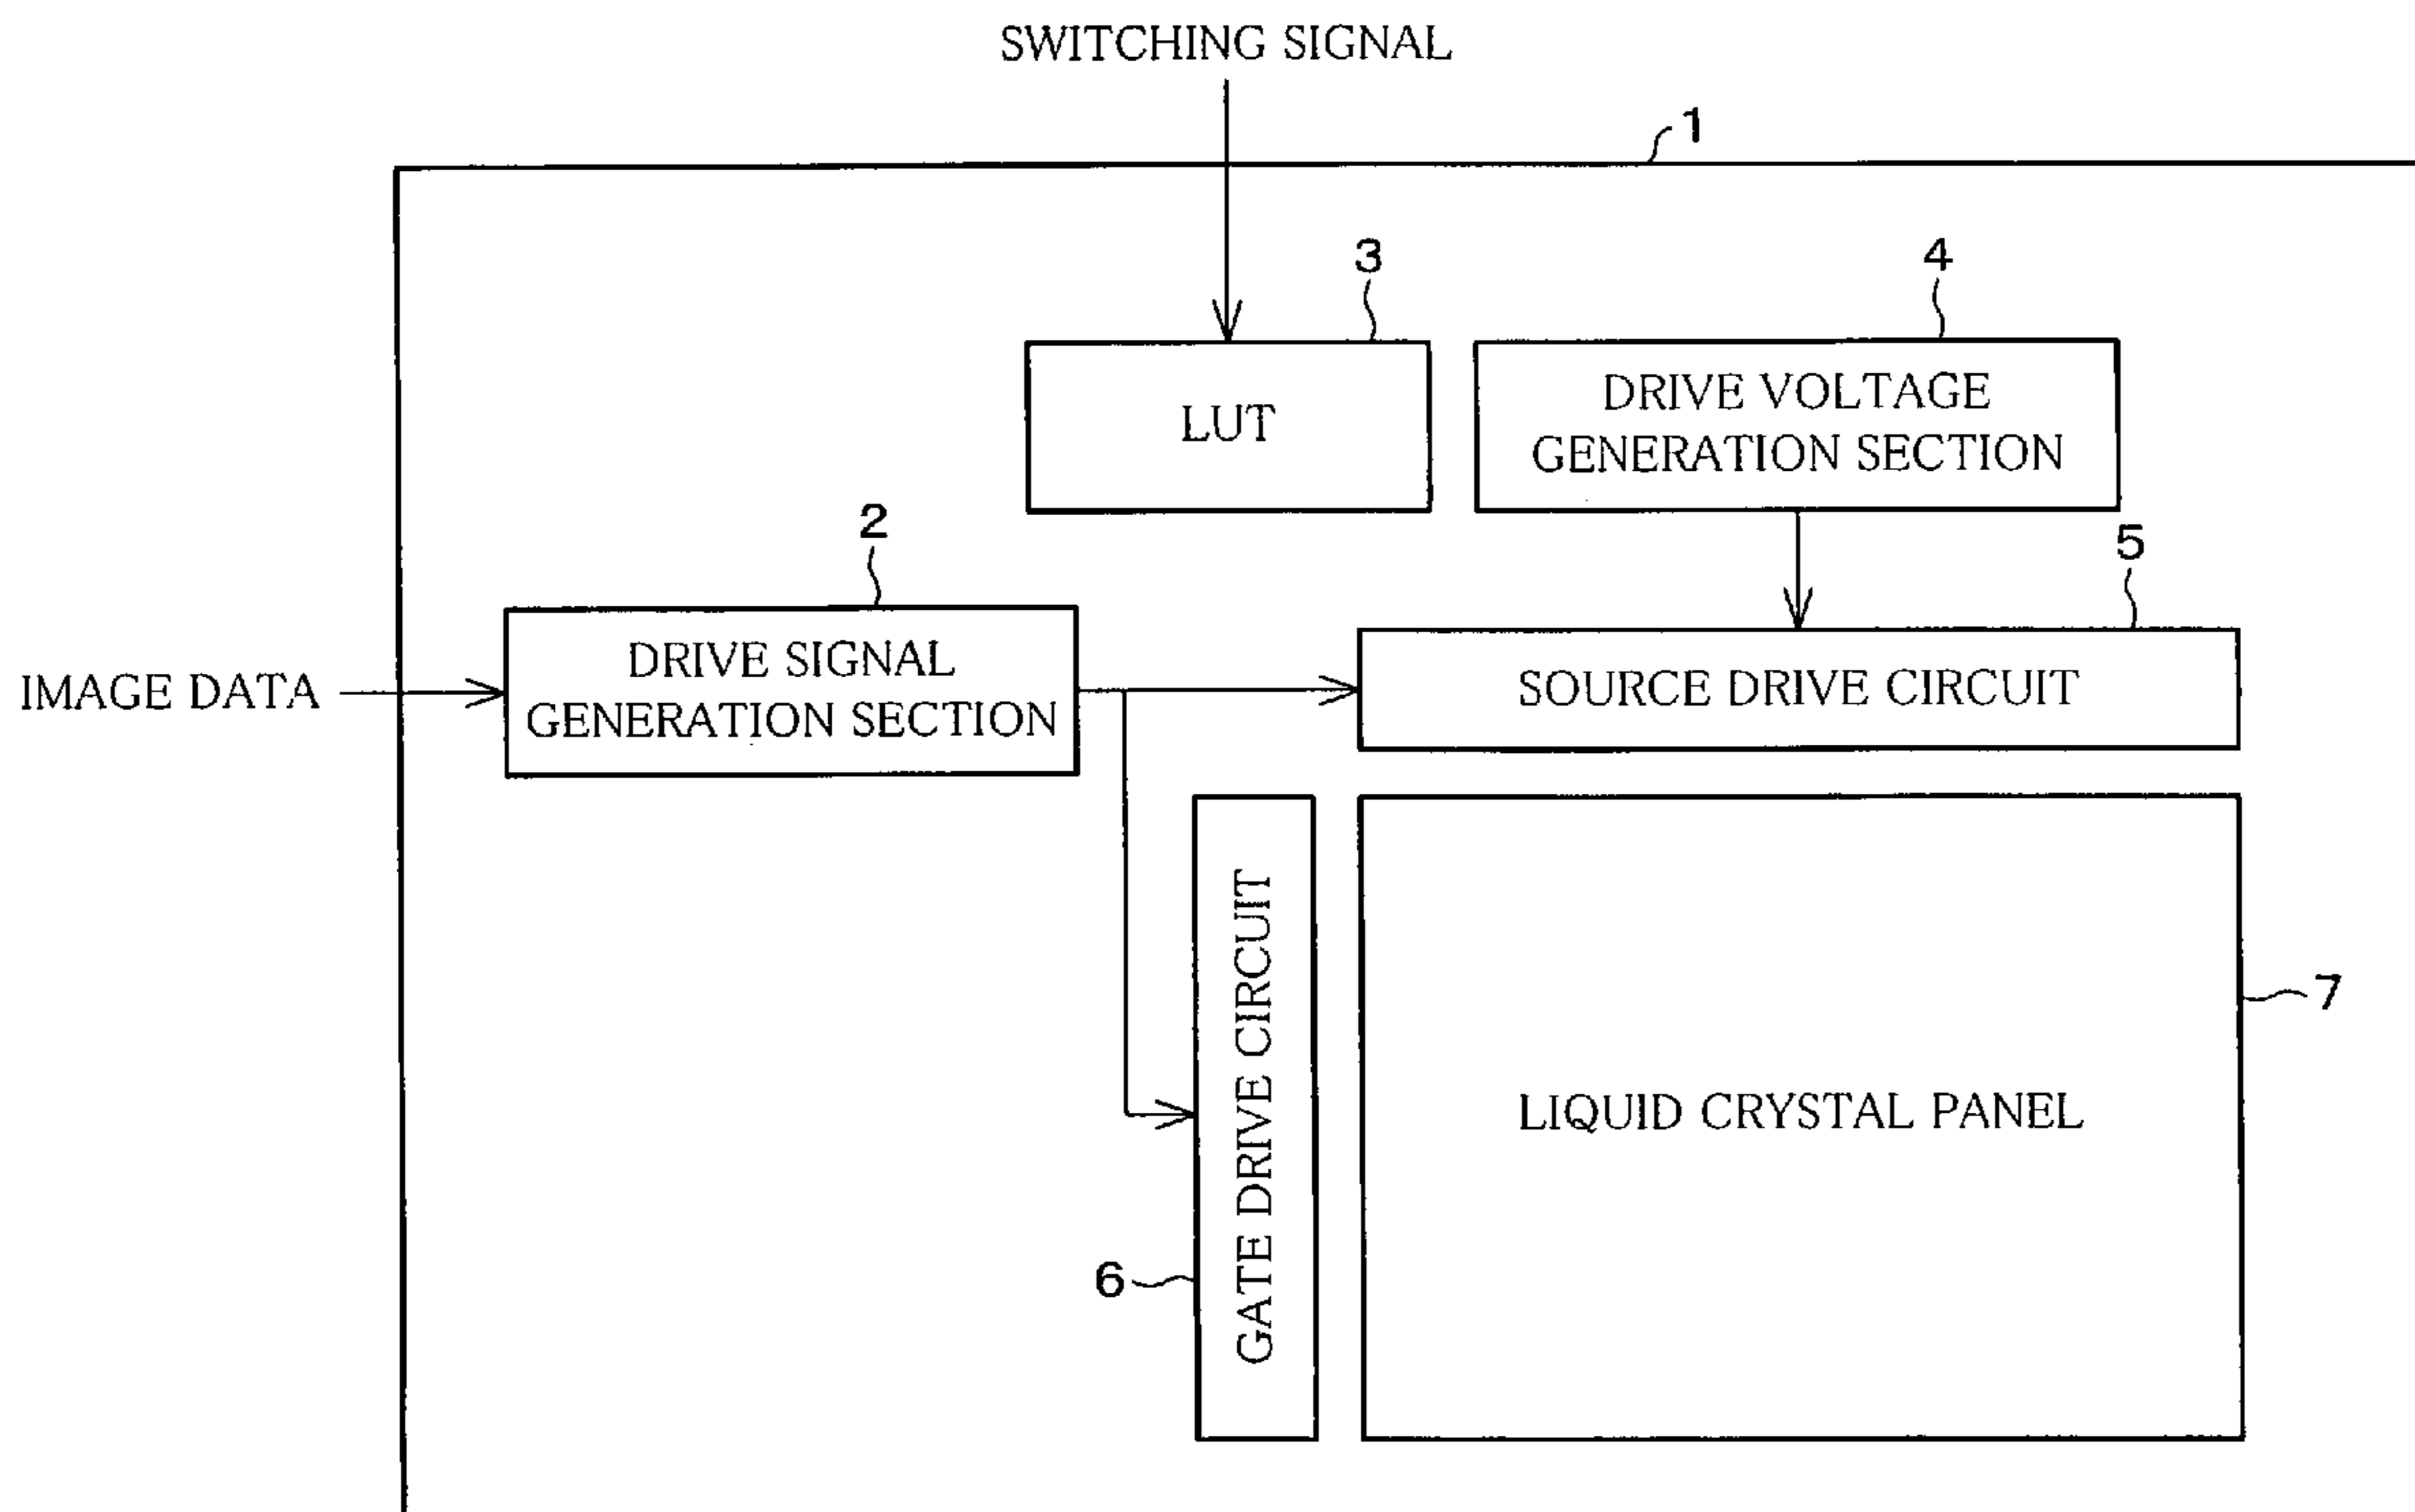 SWITCHING SIGNAL
1
3
4
LUT
DRIVE VOLTAGE
GENERATION SECTION
2
5
IMAGE DATA
DRIVE SIGNAL
GENERATION SECTION
SOURCE DRIVE CIRCUIT
GATE DRIVE CIRCUIT
7
LIQUID CRYSTAL PANEL
6